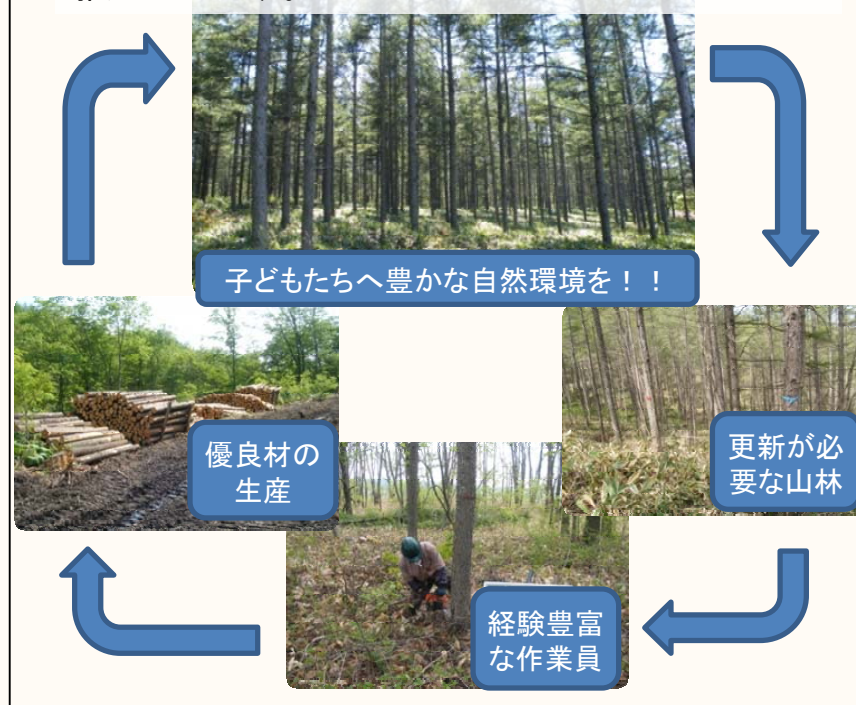 子どもたちへ豊かな自然環境を！！
優良材の
生産
更新が必
要な山林
経験豊富
な作業員